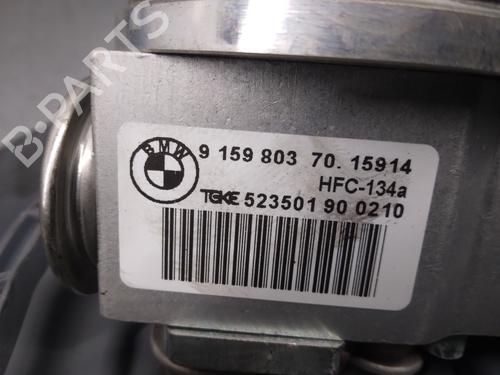 BMW
9 159 803 70. 15914
HFC-134a
TGKE 523501 90 0210
B-PARTS